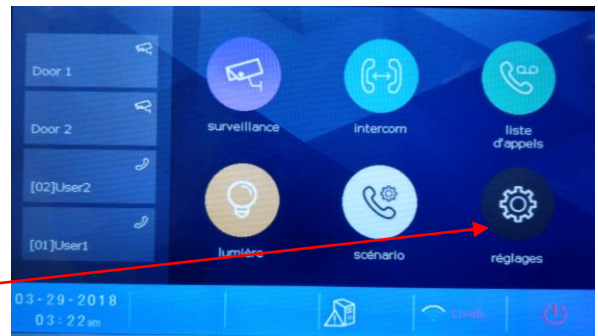 Door 1
Door 2
[02]User2
[01]User1
surveillance
intercom
liste
d'appels
lumière
scénario
réglages
03-29-2018
03:22am